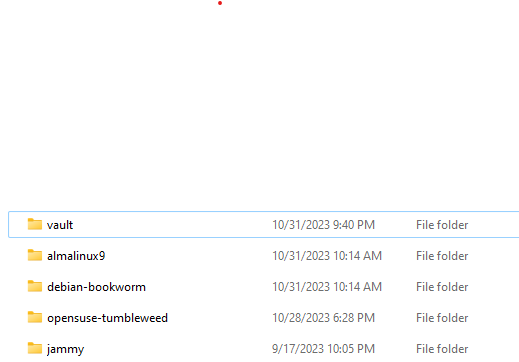 vault 10/31/2023 9:40 PM File folder
almalinux9 10/31/2023 10:14 AM File folder
debian-bookworm 10/31/2023 10:14 AM File folder
opensuse-tumbleweed 10/28/2023 6:28 PM File folder
jammy 9/17/2023 10:05 PM File folder